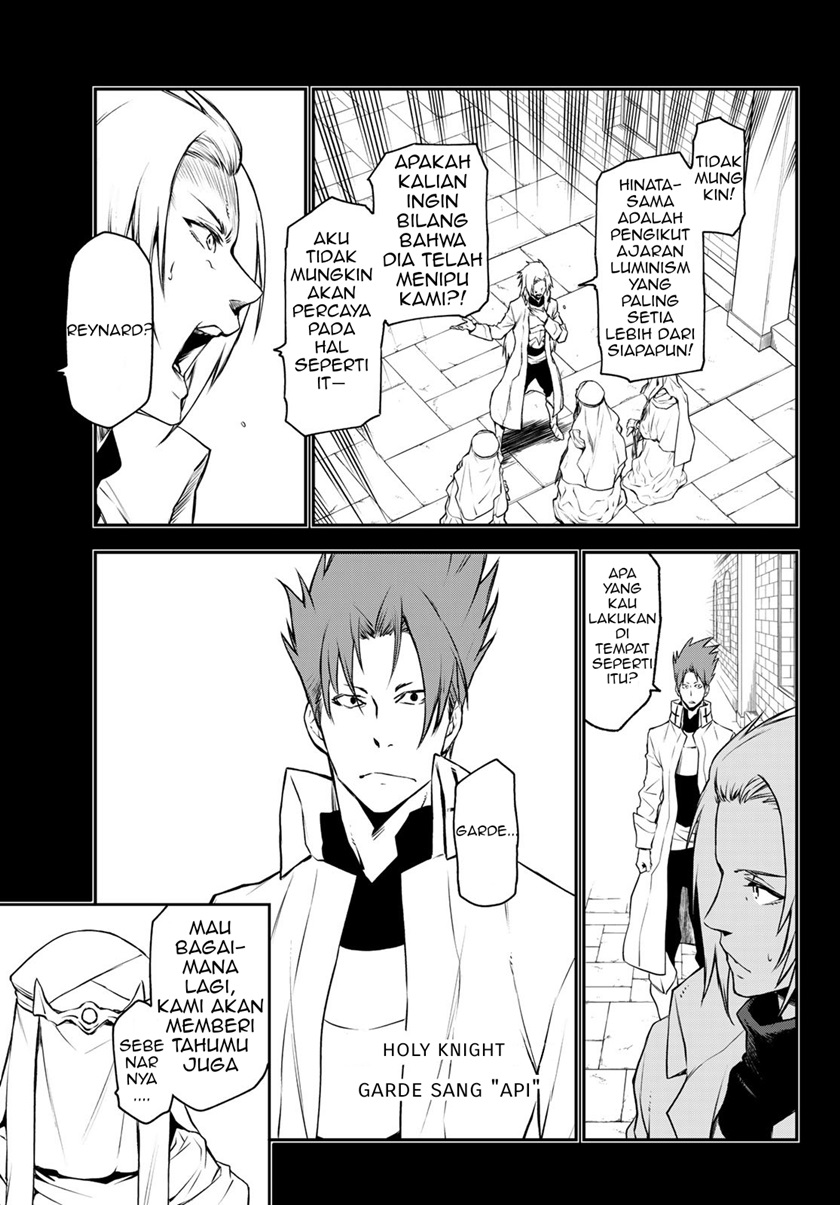 TIDAK
MUNG
KIN!
HINATA-
SAMA
ADALAH
PENGIKUT
AJARAN
LUMINISM
YANG
PALING
SETIA
LEBIH DARI
SIAPAPUN!
APAKAH
KALIAN
INGIN
BILANG
BAHWA
DIA TELAH
MENIPU
KAMI?!
AKU
TIDAK
MUNGKIN
AKAN
PERCAYA
PADA
HAL
SEPERTI
IT—
REYNARD?
APA
YANG
KAU
LAKUKAN
DI
TEMPAT
SEPERTI
ITU?
GARDE...
HOLY KNIGHT
GARDE SANG "API"
MAU
BAGAI-
MANA
LAGI,
KAMI AKAN
MEMBERI
TAHUMU
JUGA
SEBE
NAR
NYA
....